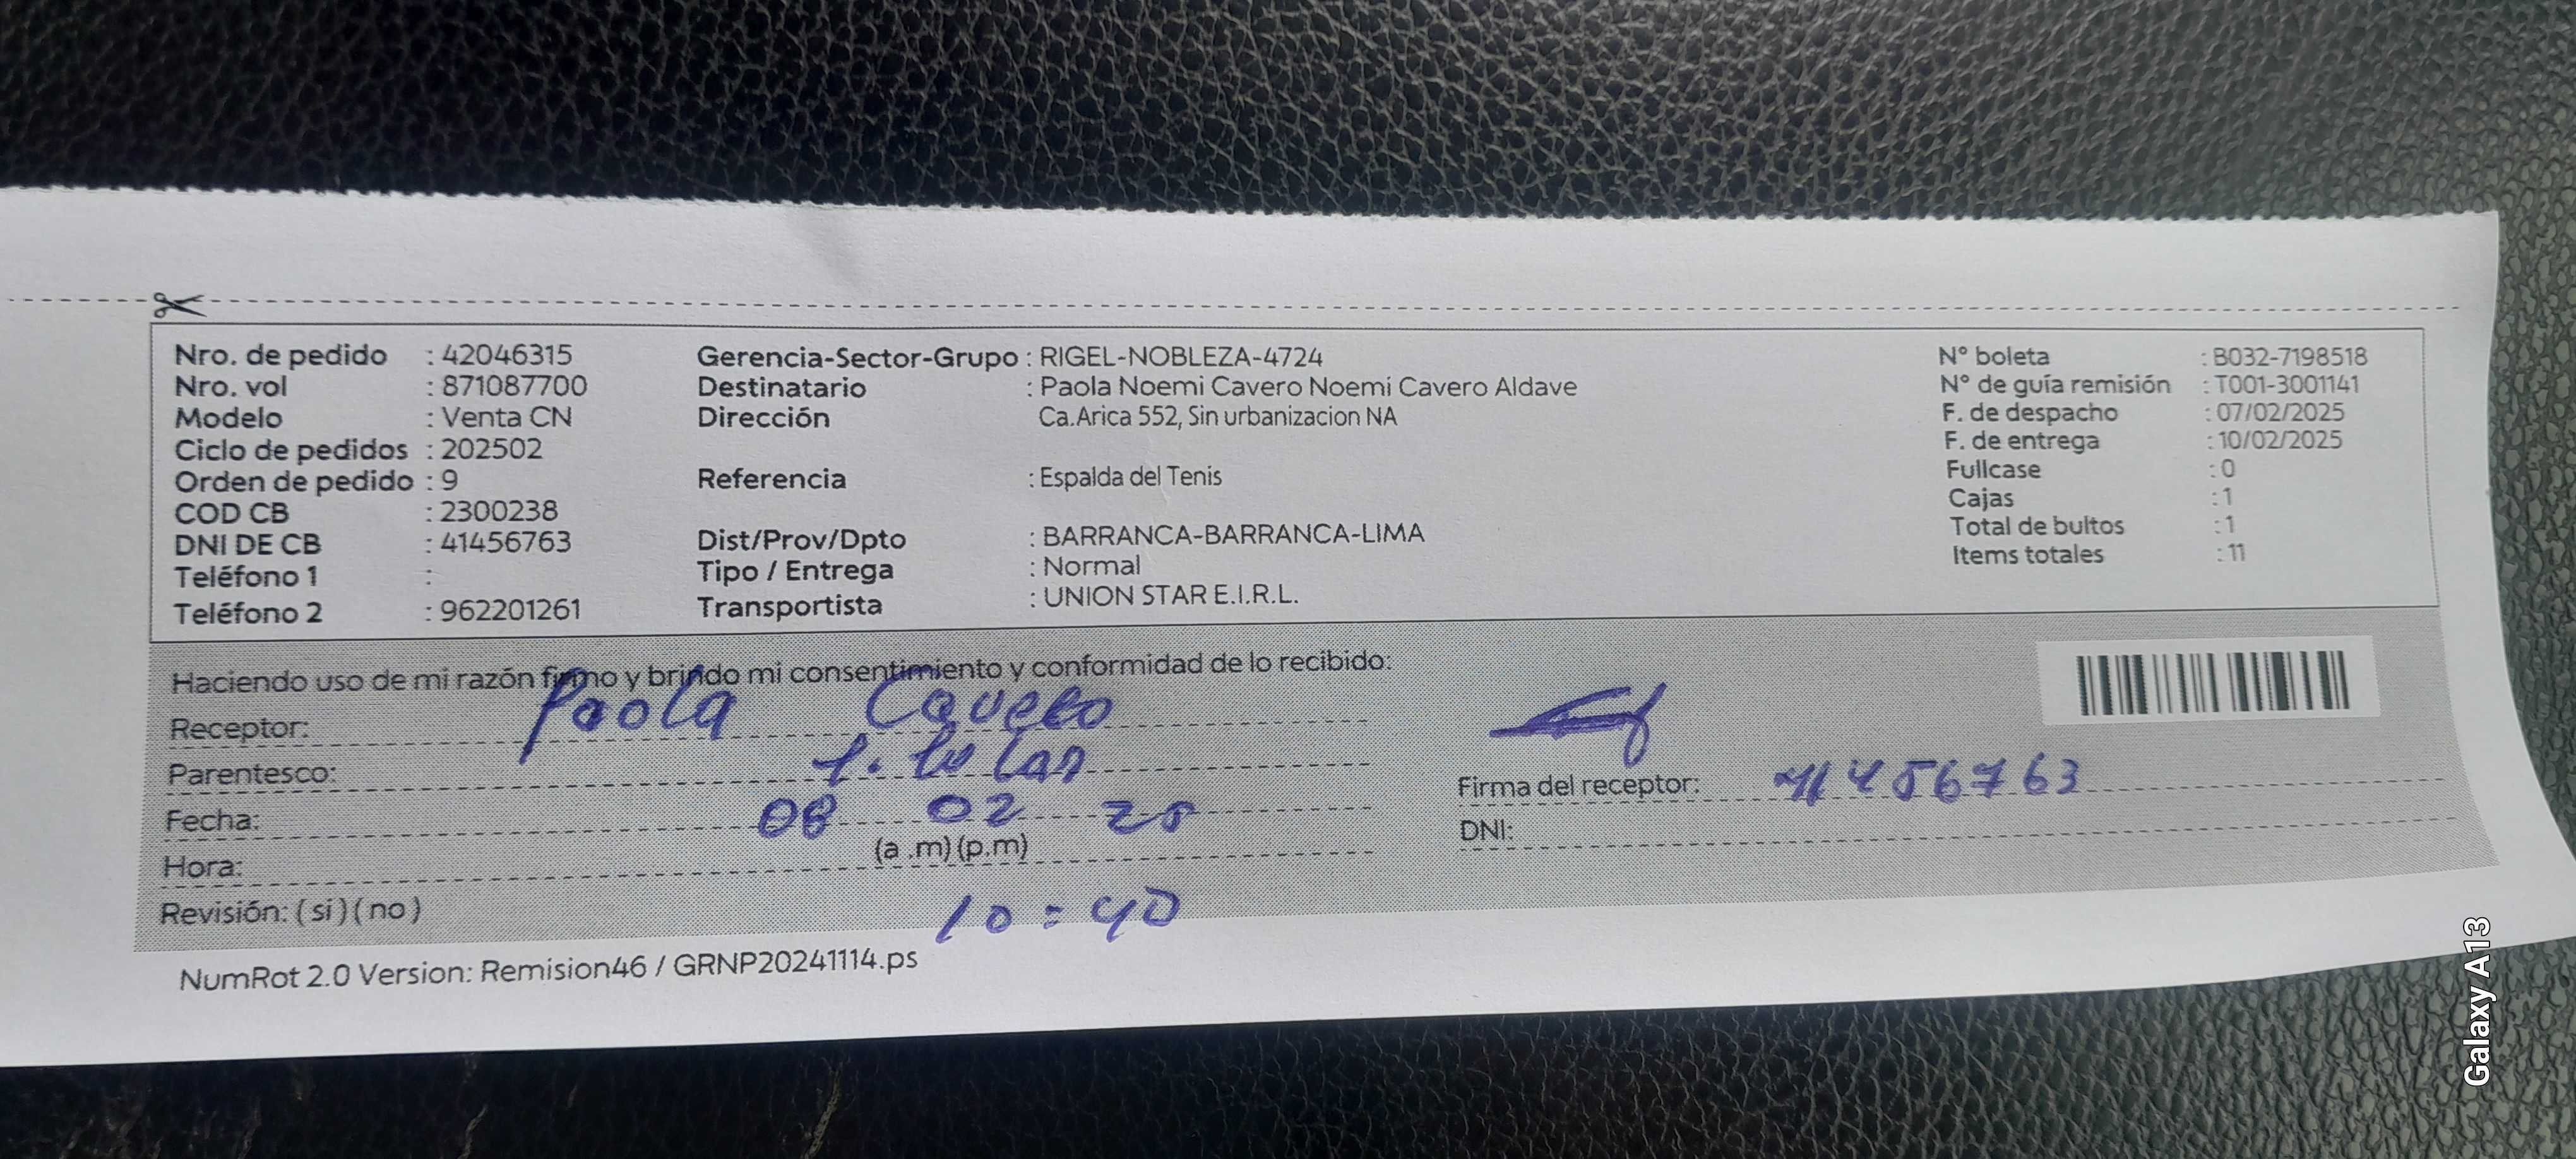 Nro. de pedido : 42046315
Nro. vol : 871087700
Modelo : Venta CN
Ciclo de pedidos : 202502
Orden de pedido : 9
COD CB : 2300238
DNI DE CB : 41456763
Teléfono 1 :
Teléfono 2 : 962201261
Gerencia-Sector-Grupo : RIGEL-NOBLEZA-4724
Destinatario : Paola Noemi Cavero Noemi Cavero Aldave
Dirección Ca.Arica 552, Sin urbanizacion NA
Referencia : Espalda del Tenis
Dist/Prov/Dpto : BARRANCA-BARRANCA-LIMA
Tipo / Entrega : Normal
Transportista : UNION STAR E.I.R.L.
N° boleta : B032-7198518
N° de guía remisión : T001-3001141
F. de despacho : 07/02/2025
F. de entrega : 10/02/2025
Fullcase : 0
Cajas : 1
Total de bultos : 1
Items totales : 11
Haciendo uso de mi razón firmo y brindo mi consentimiento y conformidad de lo recibido:
Receptor: Paola Cavero
Parentesco:
Fecha: 08 02 25
Hora: (a .m) (p.m)
10:40
Revisión: ( si ) ( no )
Firma del receptor: 41456763
DNI:
NumRot 2.0 Version: Remision46 / GRNP20241114.ps
Galaxy A13